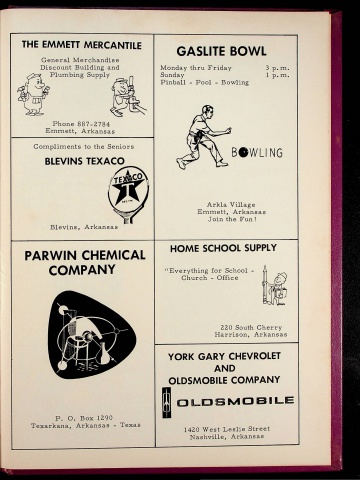 THE EMMETT MERCANTILE
General Merchandise
Discount Building and
Plumbing Supply
Phone 887-2784
Emmett, Arkansas
Compliments to the Seniors
BLEVINS TEXACO
TEXACO
T
Blevins, Arkansas
PARWIN CHEMICAL
COMPANY
P. O. Box 1290
Texarkana, Arkansas - Texas
GASLITE BOWL
Monday thru Friday 3 p.m.
Sunday 1 p.m.
Pinball - Pool - Bowling
BOWLING
Arkla Village
Emmett, Arkansas
Join the Fun!
HOME SCHOOL SUPPLY
"Everything for School -
Church - Office
220 South Cherry
Harrison, Arkansas
YORK GARY CHEVROLET
AND
OLDSMOBILE COMPANY
OLDSMOBILE
1420 West Leslie Street
Nashville, Arkansas